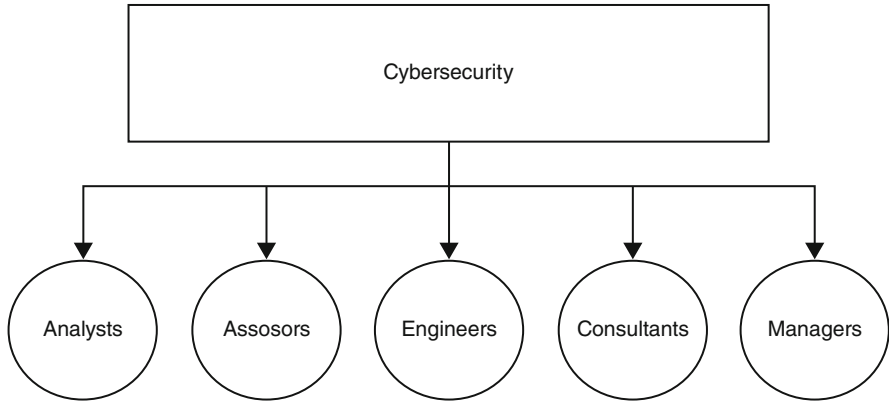 Cybersecurity
Analysts
Assosors
Engineers
Consultants
Managers